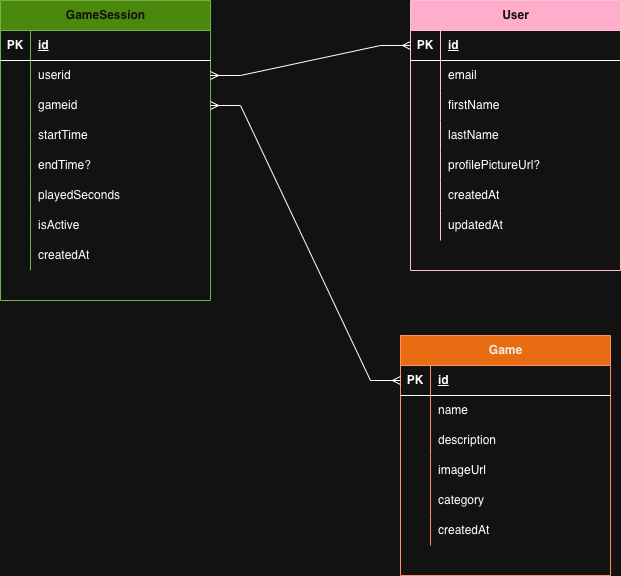 GameSession
PK id
userid
gameid
startTime
endTime?
playedSeconds
isActive
createdAt
User
PK id
email
firstName
lastName
profilePictureUrl?
createdAt
updatedAt
Game
PK id
name
description
imageUrl
category
createdAt